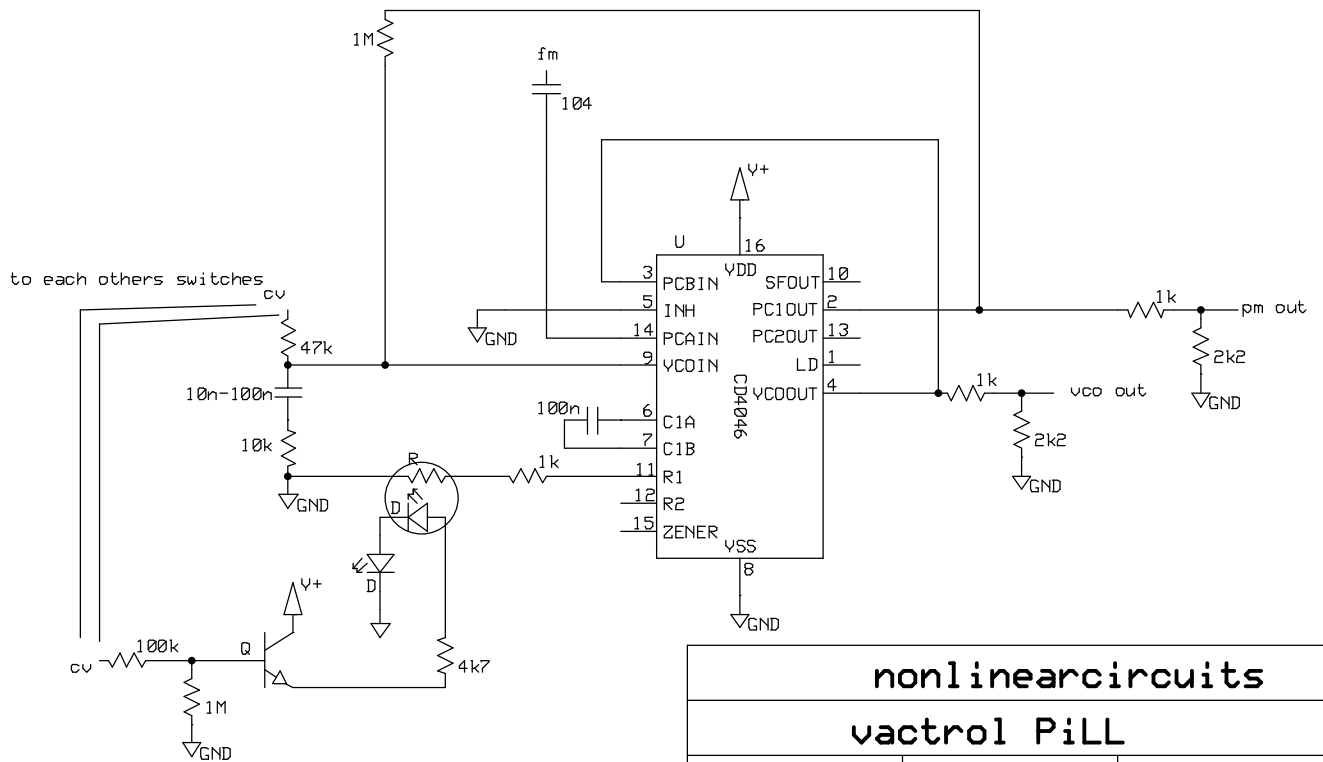 1M
fm
104
V+
U
16
to each others switches
cv
3 PCBIN VDD SFOUT 10
5 INH PC1OUT 2
1k
pm out
GND
14 PCAIN PC2OUT 13
47k
9 VCOIN LD 1
2k2
10n-100n
CD4046
VCOOUT 4
1k
vco out
GND
100n
6 C1A
10k
7 C1B
2k2
R
1k
11 R1
GND
GND
D
12 R2
15 ZENER
VSS
8
D
V+
GND
100k
Q
cv
4k7
1M
GND
nonlinearcircuits
vactrol PiLL